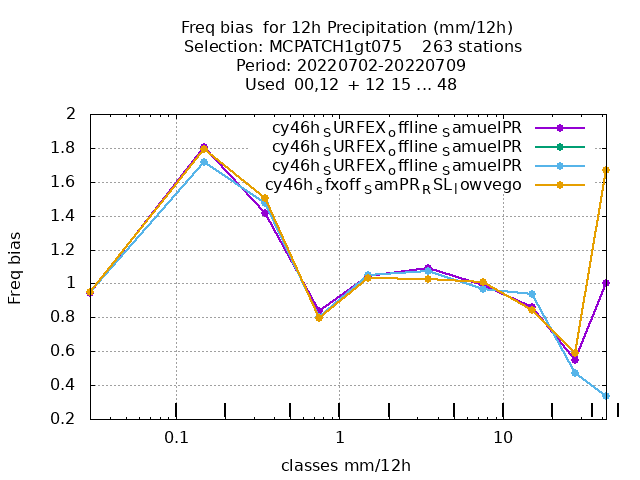 Freq bias  for 12h Precipitation (mm/12h)
Selection: MCPATCH1gt075    263 stations
Period: 20220702-20220709
Used  00,12  + 12 15 ... 48
cy46h_SURFEX_offline_SamuelPR
cy46h_SURFEX_offline_SamuelPR
cy46h_SURFEX_offline_SamuelPR
cy46h_sfxoff_SamPR_RSL_lowvego
Freq bias
2
1.8
1.6
1.4
1.2
1
0.8
0.6
0.4
0.2
0.1
1
10
classes mm/12h